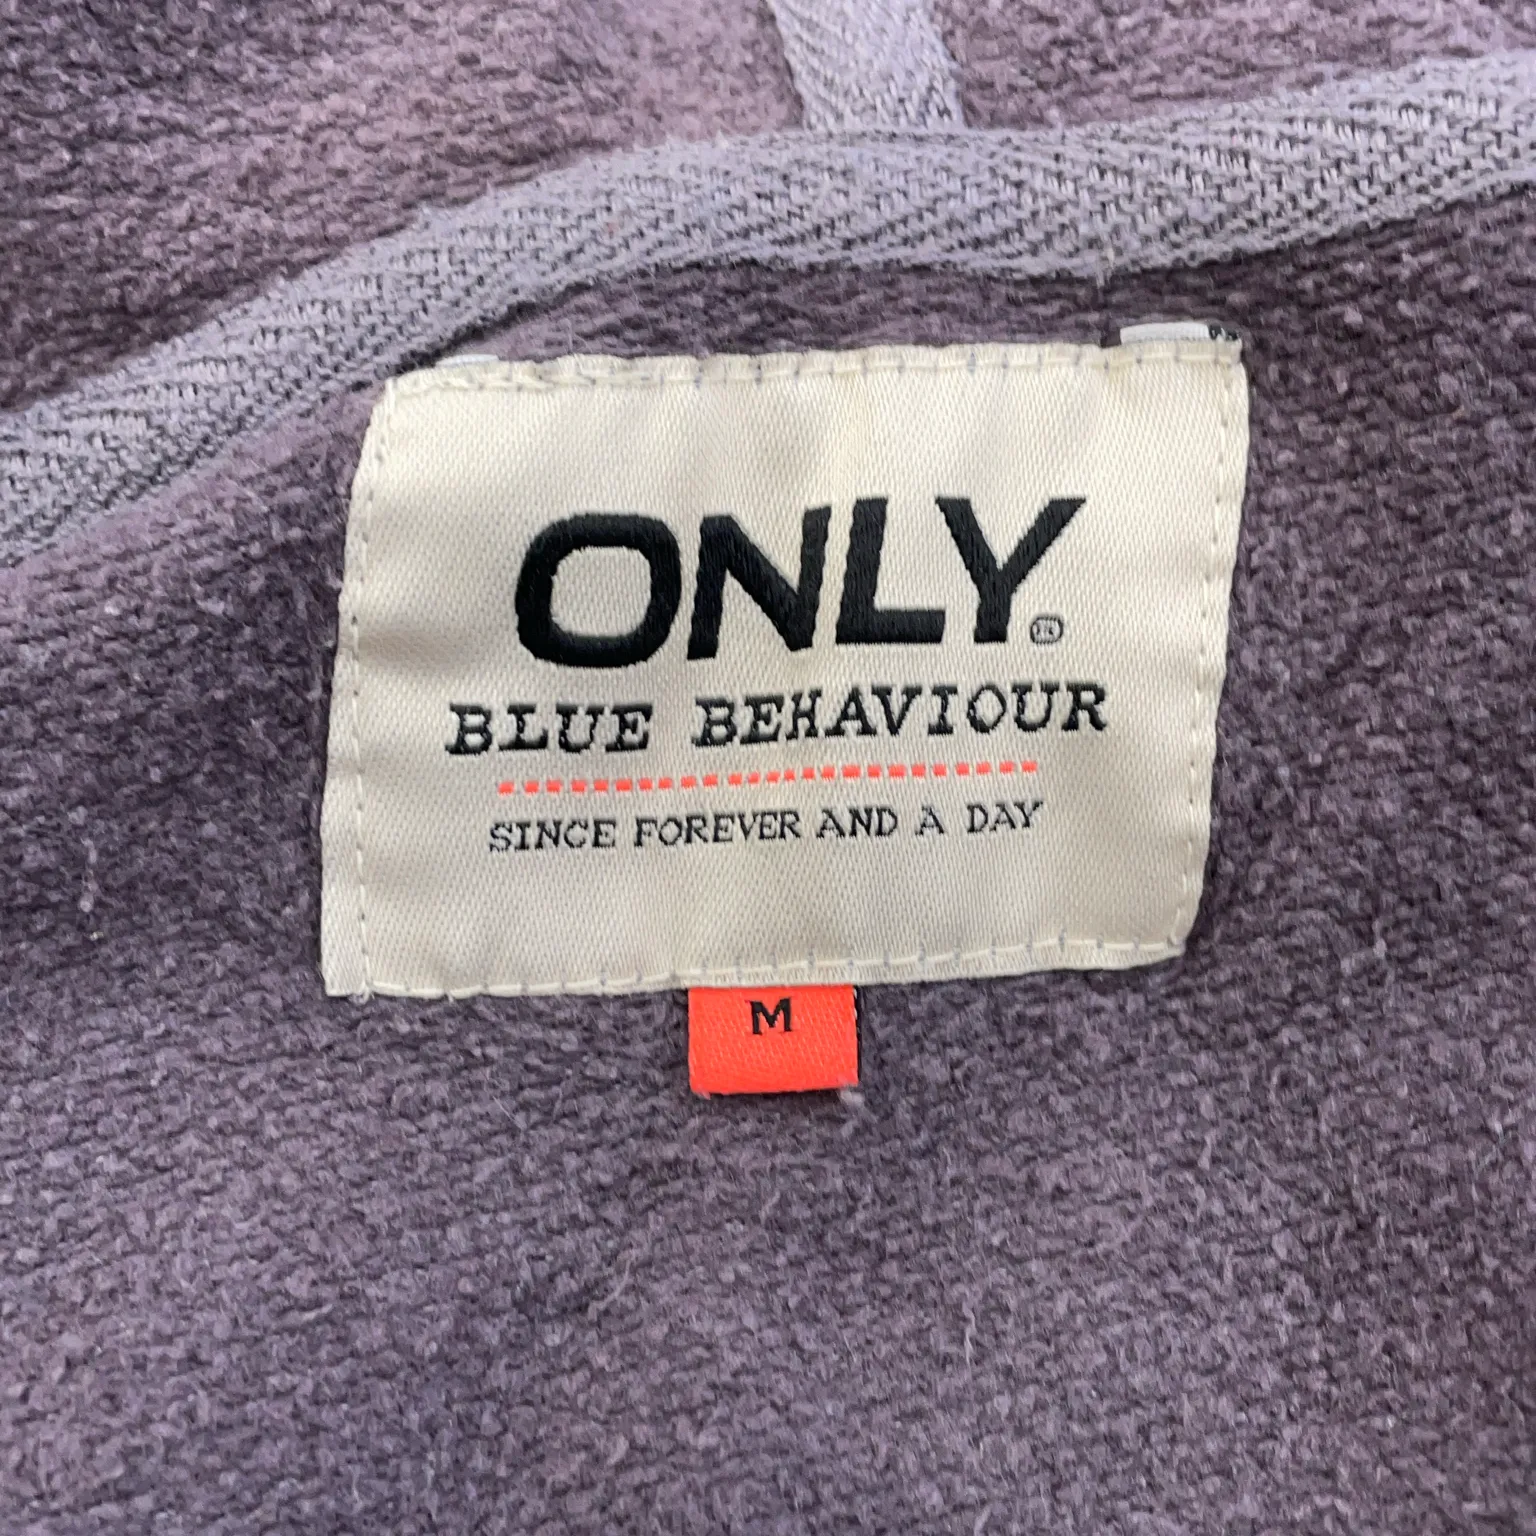 ONLY®
BLUE BEHAVIOUR
SINCE FOREVER AND A DAY
M